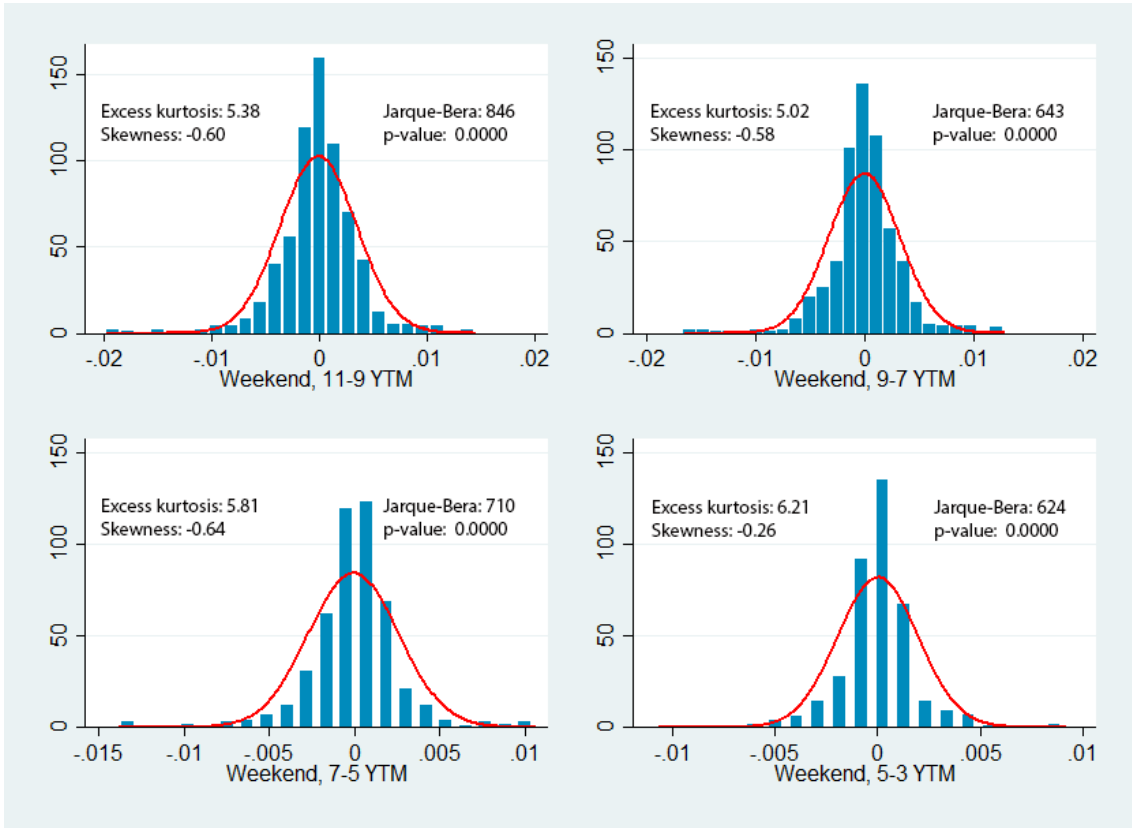 150
100
50
0
Excess kurtosis: 5.38
Skewness: -0.60
Jarque-Bera: 846
p-value: 0.0000
-.02 -.01 0 .01 .02
Weekend, 11-9 YTM
150
100
50
0
Excess kurtosis: 5.02
Skewness: -0.58
Jarque-Bera: 643
p-value: 0.0000
-.02 -.01 0 .01 .02
Weekend, 9-7 YTM
150
100
50
0
Excess kurtosis: 5.81
Skewness: -0.64
Jarque-Bera: 710
p-value: 0.0000
-.015 -.01 -.005 0 .005 .01
Weekend, 7-5 YTM
150
100
50
0
Excess kurtosis: 6.21
Skewness: -0.26
Jarque-Bera: 624
p-value: 0.0000
-.01 -.005 0 .005 .01
Weekend, 5-3 YTM